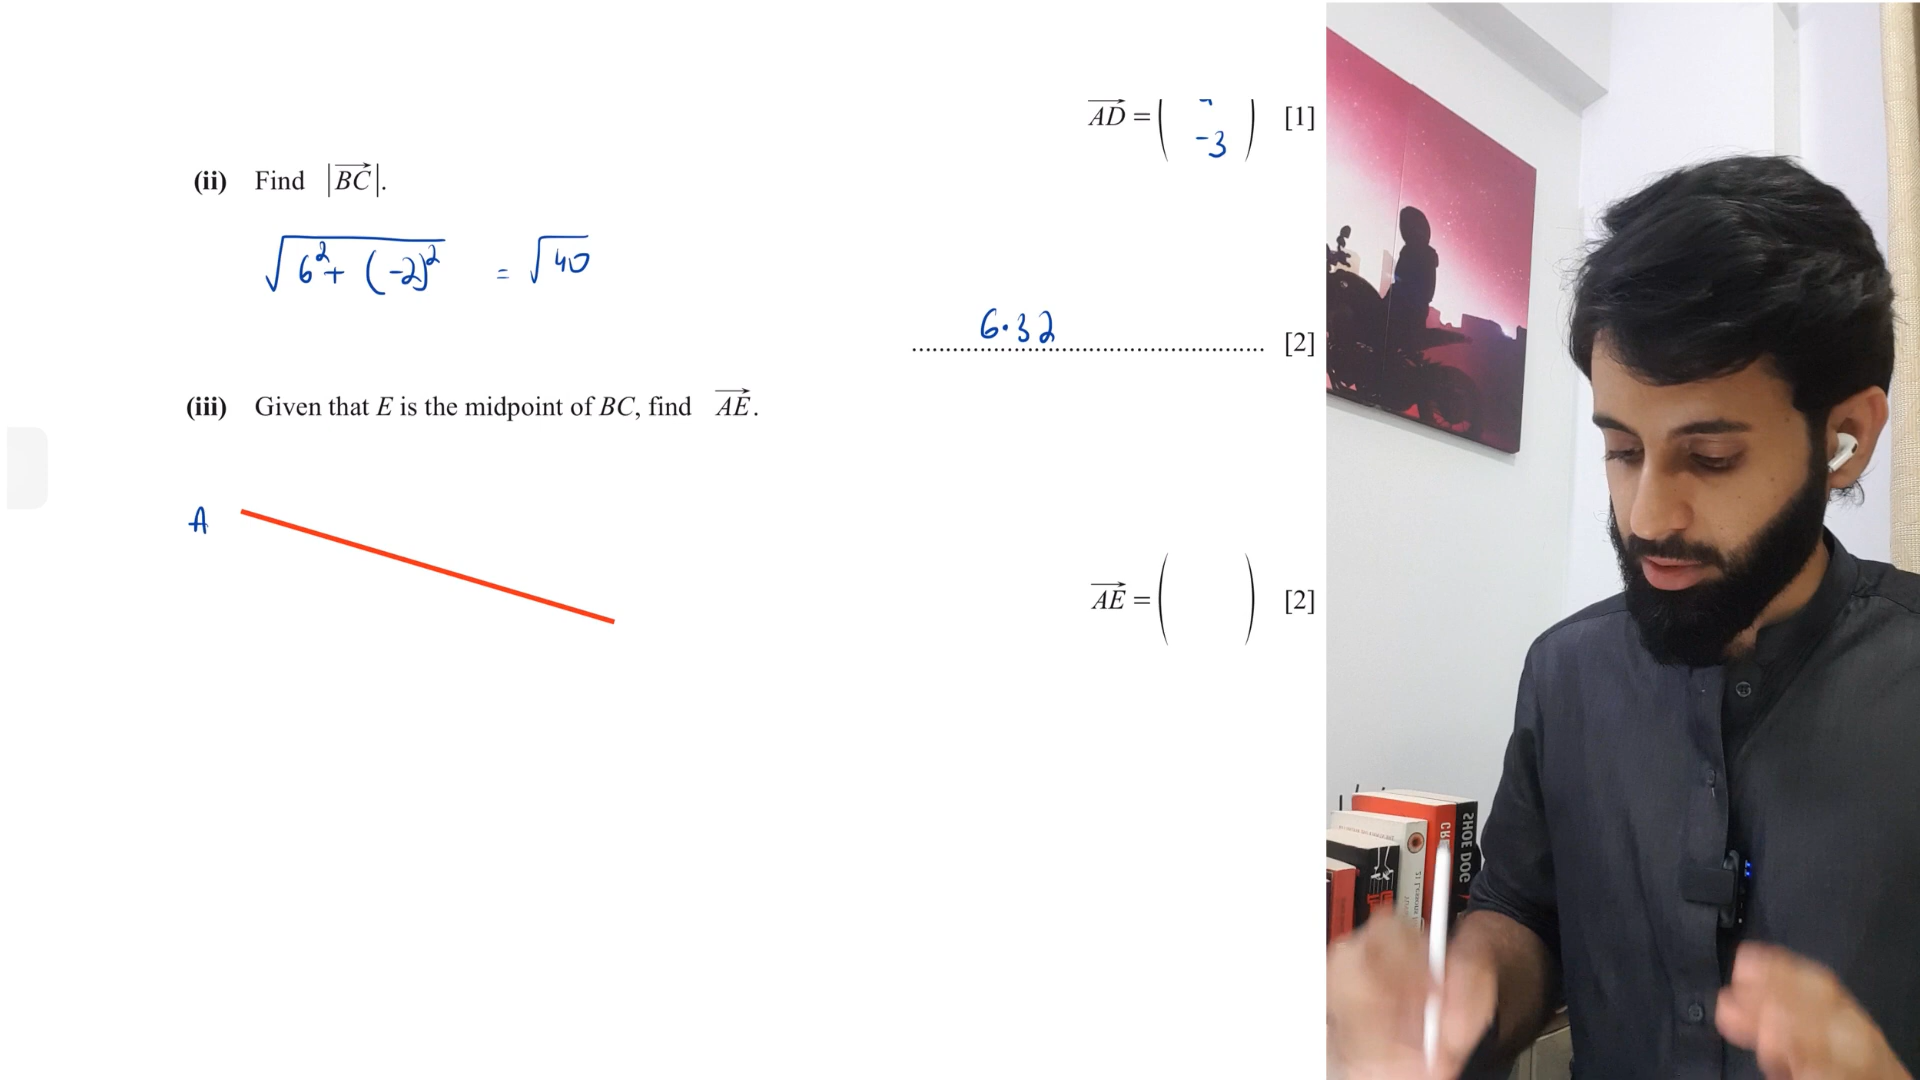 AD = ( -3 ) [1]
(ii) Find |BC|.
√6² + (-2)² = √40
6.32
.................................................... [2]
(iii) Given that E is the midpoint of BC, find AE.
A
AE = ( ) [2]
SHOE DOG